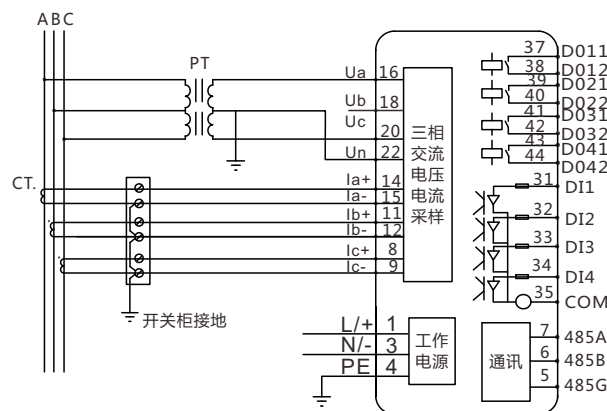 A B C
PT
CT.
Ua 16
Ub 18
Uc 20
Un 22
Ia+ 14
Ia- 15
Ib+ 11
Ib- 12
Ic+ 8
Ic- 9
三相
交流
电压
电流
采样
开关柜接地
L/+ 1
N/- 3
PE 4
工作
电源
37 D011
38 D012
39 D021
40 D022
41 D031
42 D032
43 D041
44 D042
31 DI1
32 DI2
33 DI3
34 DI4
35 COM
通讯
7 485A
6 485B
5 485G